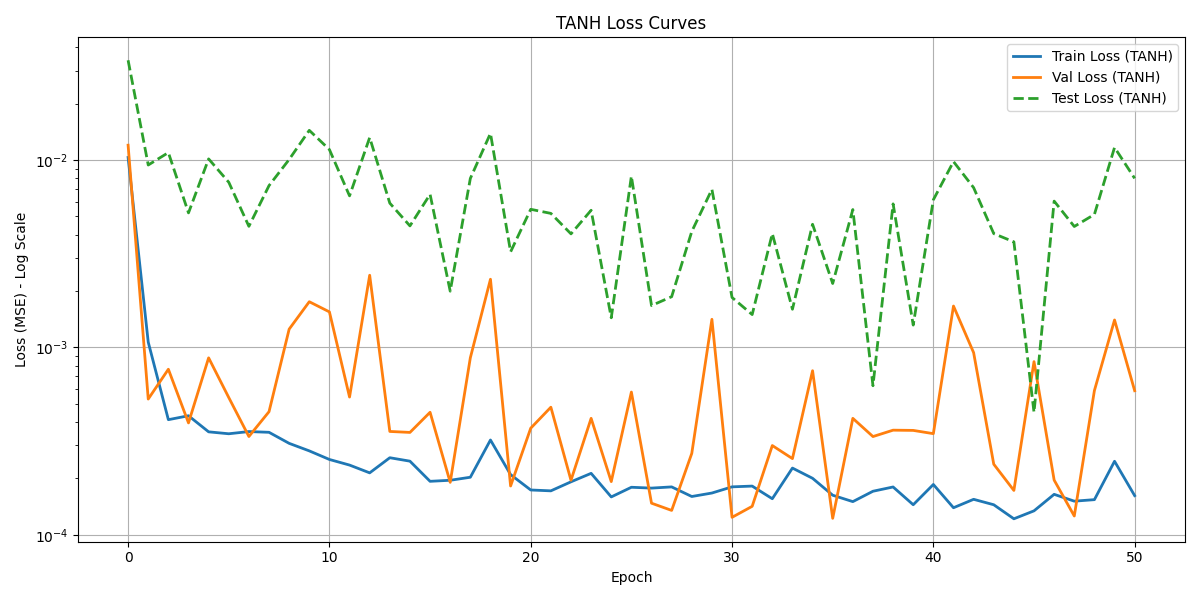 TANH Loss Curves
Train Loss (TANH)
Val Loss (TANH)
Test Loss (TANH)
Loss (MSE) - Log Scale
10⁻²
10⁻³
10⁻⁴
0 10 20 30 40 50
Epoch